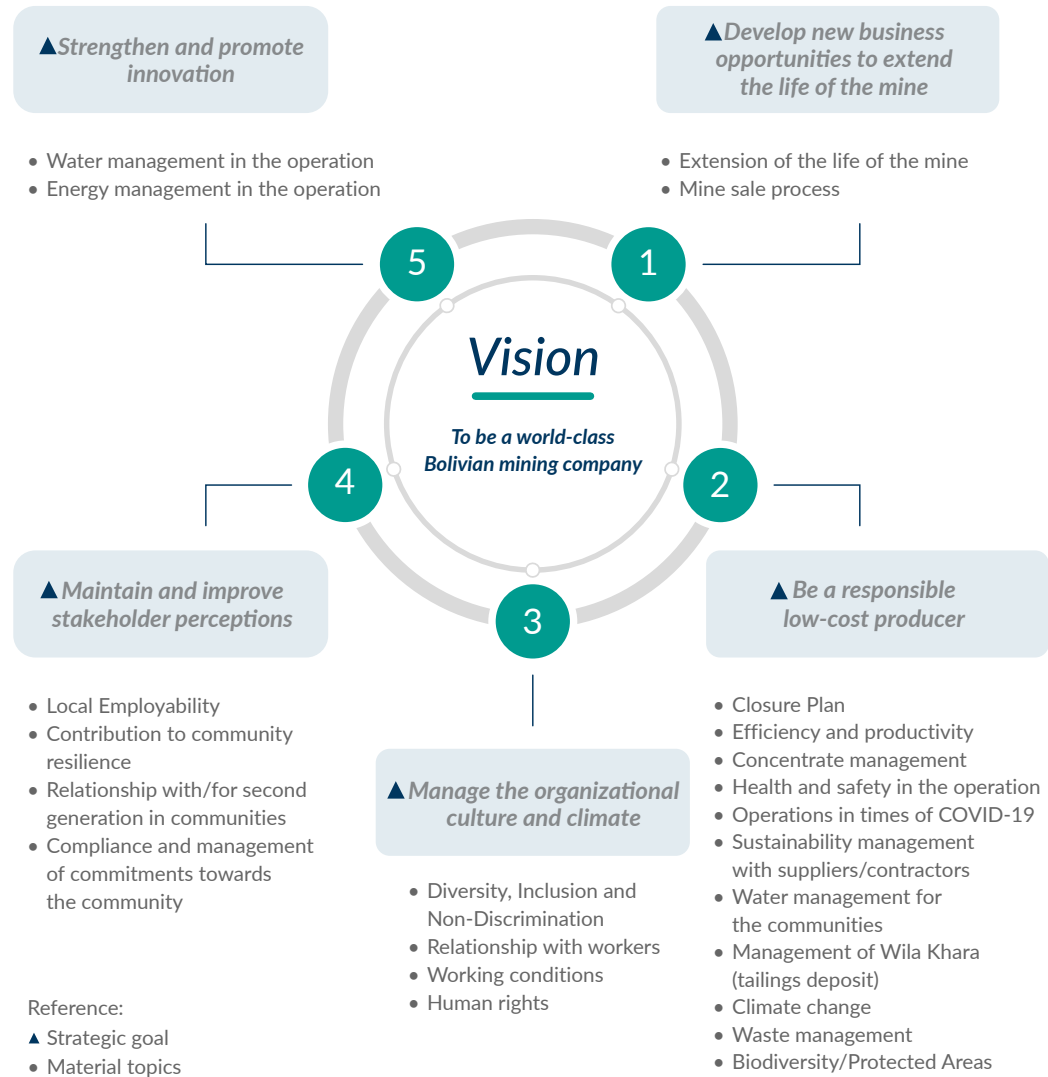 ▲Strengthen and promote
innovation
• Water management in the operation
• Energy management in the operation
▲Develop new business
opportunities to extend
the life of the mine
• Extension of the life of the mine
• Mine sale process
5
1
Vision
To be a world-class
Bolivian mining company
4
2
3
▲Maintain and improve
stakeholder perceptions
• Local Employability
• Contribution to community
resilience
• Relationship with/for second
generation in communities
• Compliance and management
of commitments towards
the community
▲Manage the organizational
culture and climate
• Diversity, Inclusion and
Non-Discrimination
• Relationship with workers
• Working conditions
• Human rights
▲ Be a responsible
low-cost producer
• Closure Plan
• Efficiency and productivity
• Concentrate management
• Health and safety in the operation
• Operations in times of COVID-19
• Sustainability management
with suppliers/contractors
• Water management for
the communities
• Management of Wila Khara
(tailings deposit)
• Climate change
• Waste management
• Biodiversity/Protected Areas
Reference:
▲ Strategic goal
• Material topics